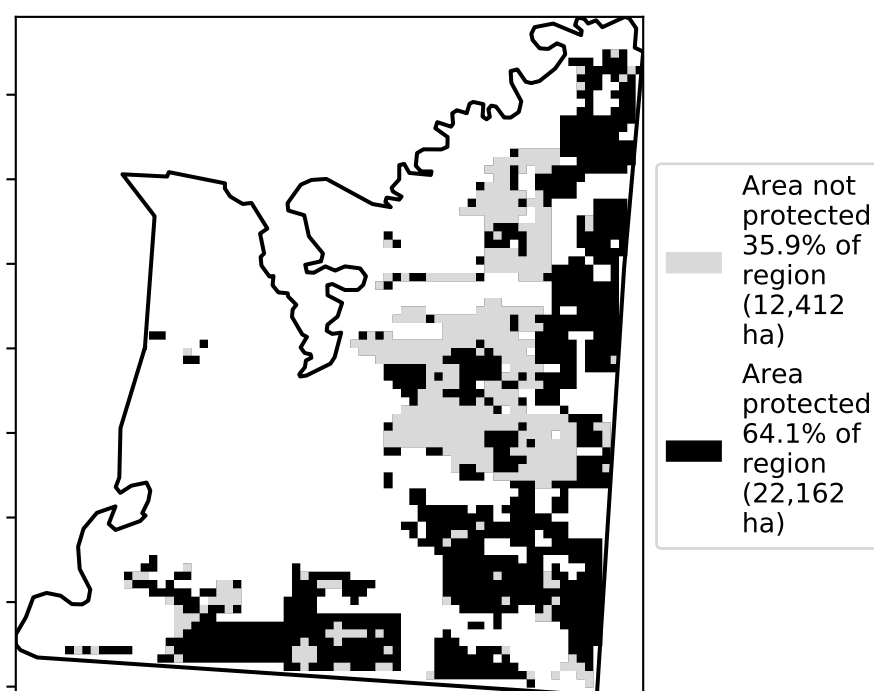 Area not
protected
35.9% of
region
(12,412
ha)
Area
protected
64.1% of
region
(22,162
ha)